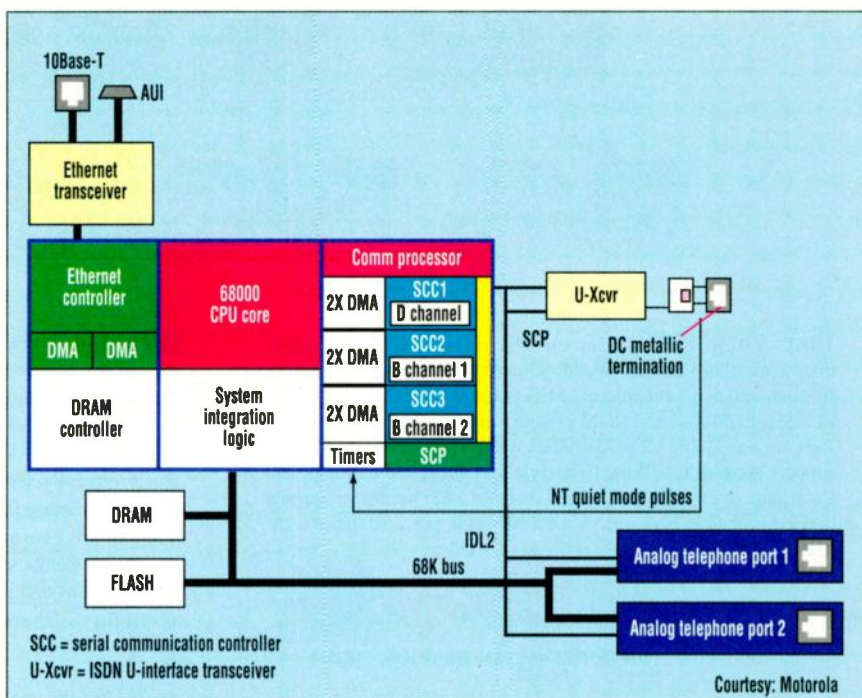 10Base-T
AUI
Ethernet
transceiver
Ethernet
controller
DMA
DMA
DRAM
controller
68000
CPU core
System
integration
logic
Comm processor
2X DMA
SCC1
D channel
2X DMA
SCC2
B channel 1
2X DMA
SCC3
B channel 2
Timers
SCP
U-Xcvr
SCP
DC metallic
termination
NT quiet mode pulses
DRAM
FLASH
IDL2
68K bus
Analog telephone port 1
Analog telephone port 2
SCC = serial communication controller
U-Xcvr = ISDN U-interface transceiver
Courtesy: Motorola